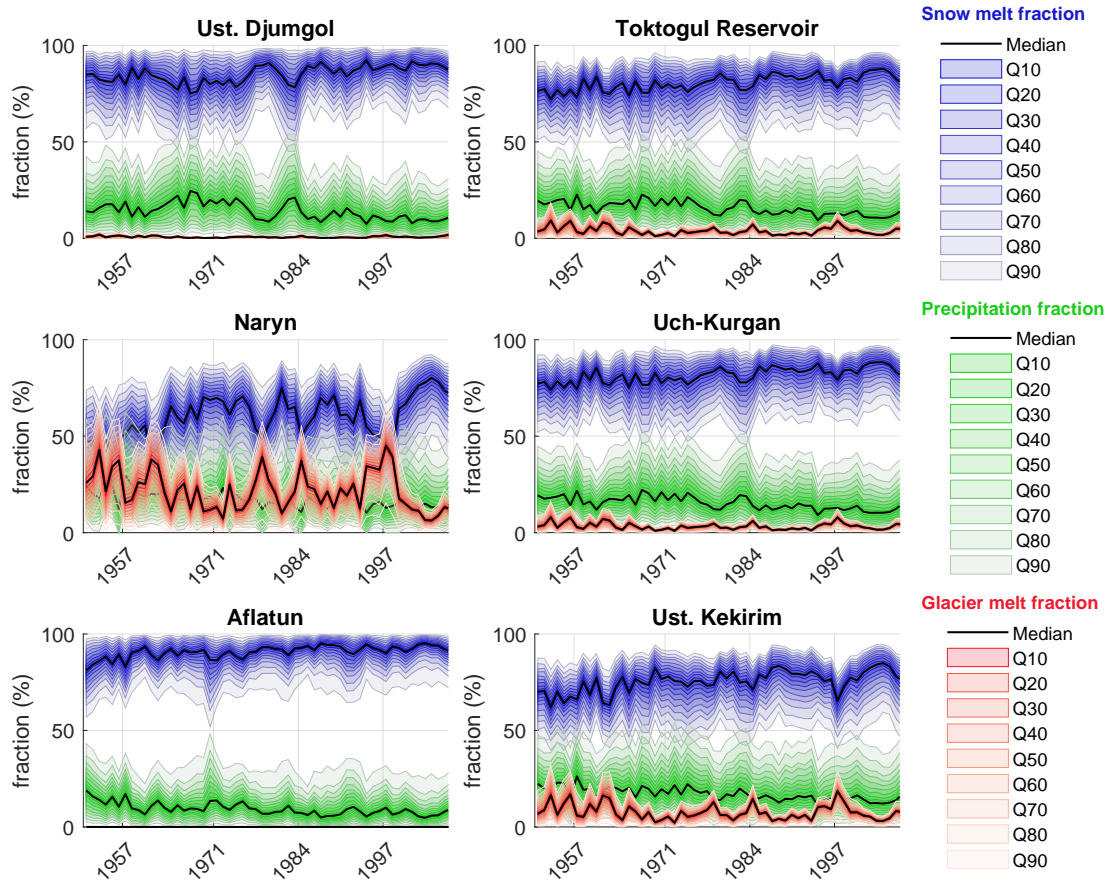 Ust. Djumgol
fraction (%)
100
50
0
1957
1971
1984
1997
Toktogul Reservoir
fraction (%)
100
50
0
1957
1971
1984
1997
Snow melt fraction
Median
Q10
Q20
Q30
Q40
Q50
Q60
Q70
Q80
Q90
Naryn
fraction (%)
100
50
0
1957
1971
1984
1997
Uch-Kurgan
fraction (%)
100
50
0
1957
1971
1984
1997
Precipitation fraction
Median
Q10
Q20
Q30
Q40
Q50
Q60
Q70
Q80
Q90
Aflatun
fraction (%)
100
50
0
1957
1971
1984
1997
Ust. Kekirim
fraction (%)
100
50
0
1957
1971
1984
1997
Glacier melt fraction
Median
Q10
Q20
Q30
Q40
Q50
Q60
Q70
Q80
Q90